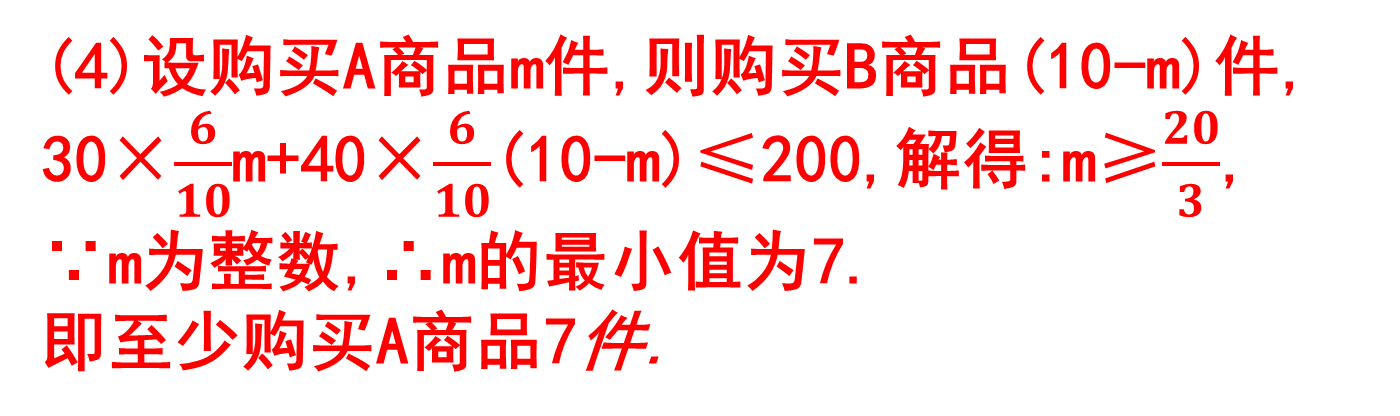 (4)设购买A商品m件,则购买B商品(10-m)件,
30×6/10m+40×6/10(10-m)≤200,解得:m≥20/3,
∵m为整数,∴m的最小值为7.
即至少购买A商品7件.